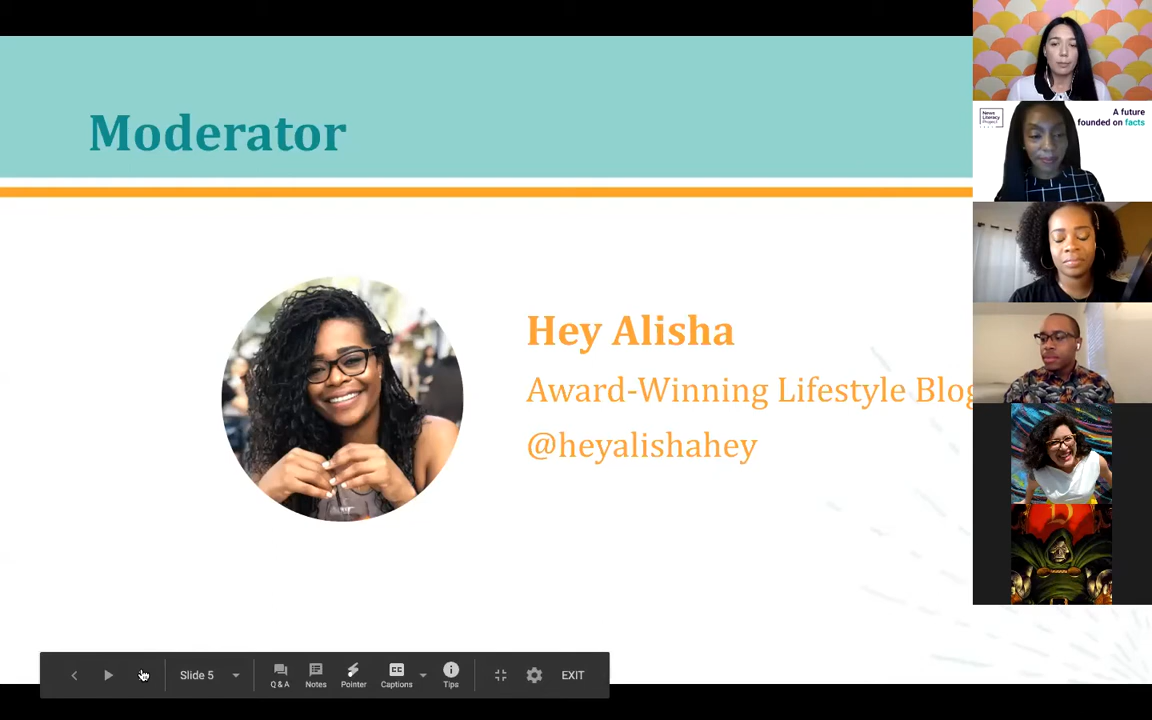 Moderator
Hey Alisha
Award-Winning Lifestyle Blog
@heyalishahey
News
Literacy
Project
A future
founded on facts
Slide 5
Q & A
Notes
Pointer
CC
Captions
Tips
EXIT